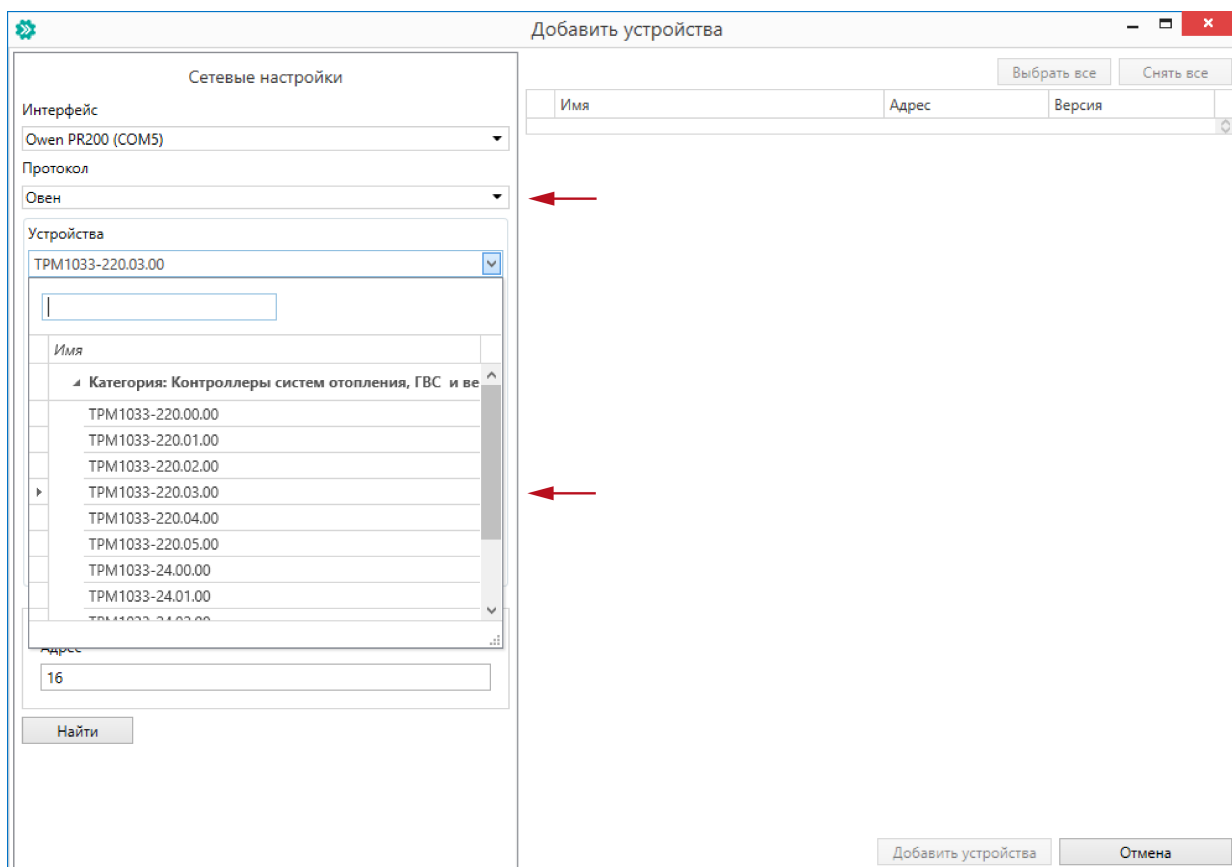 Добавить устройства
Сетевые настройки
Интерфейс
Owen PR200 (COM5)
Протокол
Овен
Устройства
ТРМ1033-220.03.00
Имя
Категория: Контроллеры систем отопления, ГВС и ве
ТРМ1033-220.00.00
ТРМ1033-220.01.00
ТРМ1033-220.02.00
ТРМ1033-220.03.00
ТРМ1033-220.04.00
ТРМ1033-220.05.00
ТРМ1033-24.00.00
ТРМ1033-24.01.00
Адрес
16
Найти
Выбрать все Снять все
Имя Адрес Версия
Добавить устройства Отмена